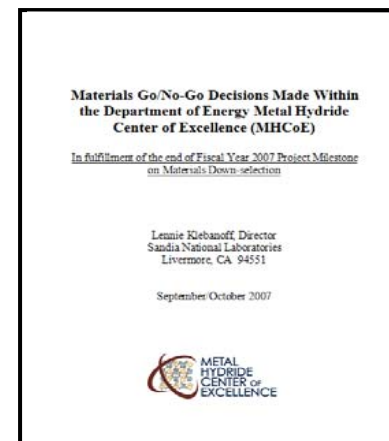 Materials Go/No-Go Decisions Made Within
the Department of Energy Metal Hydride
Center of Excellence (MHCoE)
In fulfillment of the end of Fiscal Year 2007 Project Milestone
on Materials Down-selection
Lennie Klebanoff, Director
Sandia National Laboratories
Livermore, CA 94551
September/October 2007
METAL
HYDRIDE
CENTER OF
EXCELLENCE